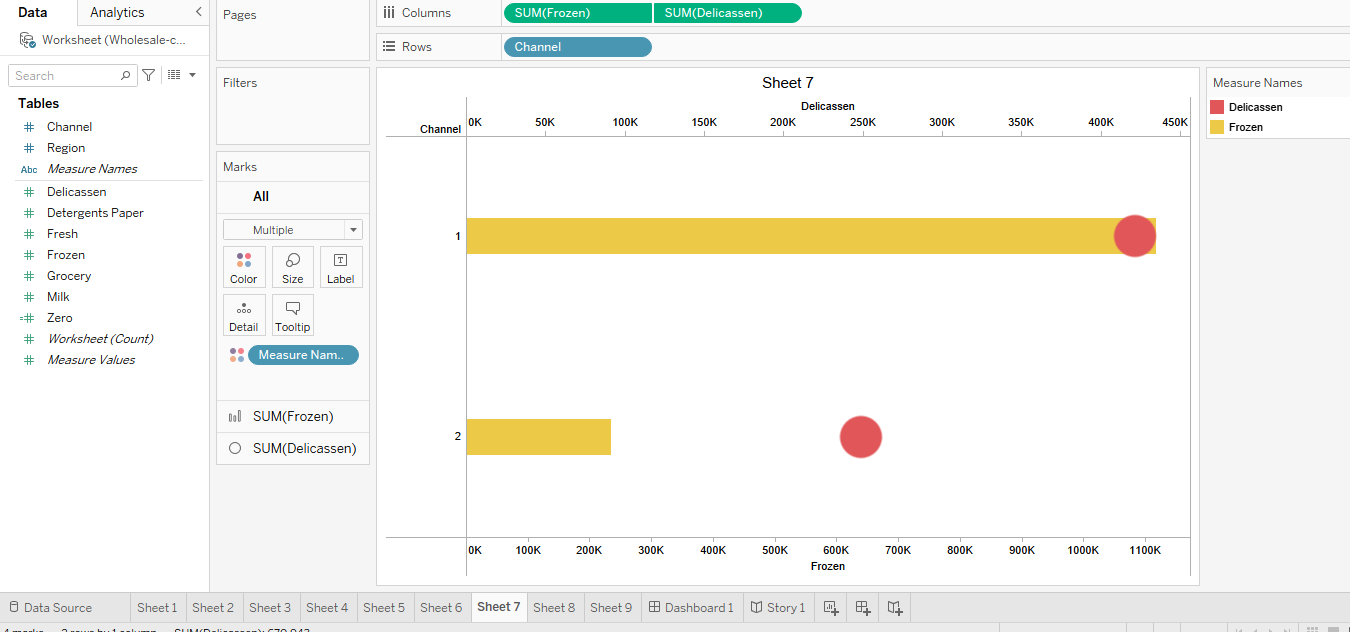 Data
Analytics
Worksheet (Wholesale-c...
Search
Tables
Channel
Region
Abc Measure Names
Delicassen
Detergents Paper
Fresh
Frozen
Grocery
Milk
Zero
Worksheet (Count)
Measure Values
Pages
Filters
Marks
All
Multiple
Color Size Label
Detail Tooltip
Measure Nam..
SUM(Frozen)
SUM(Delicassen)
Columns SUM(Frozen) SUM(Delicassen)
Rows Channel
Sheet 7
Delicassen
Channel 0K 50K 100K 150K 200K 250K 300K 350K 400K 450K
1
2
0K 100K 200K 300K 400K 500K 600K 700K 800K 900K 1000K 1100K
Frozen
Measure Names
Delicassen
Frozen
Data Source Sheet 1 Sheet 2 Sheet 3 Sheet 4 Sheet 5 Sheet 6 Sheet 7 Sheet 8 Sheet 9 Dashboard 1 Story 1
4 marks 2 rows by 1 column SUM(Delicassen): 670,943